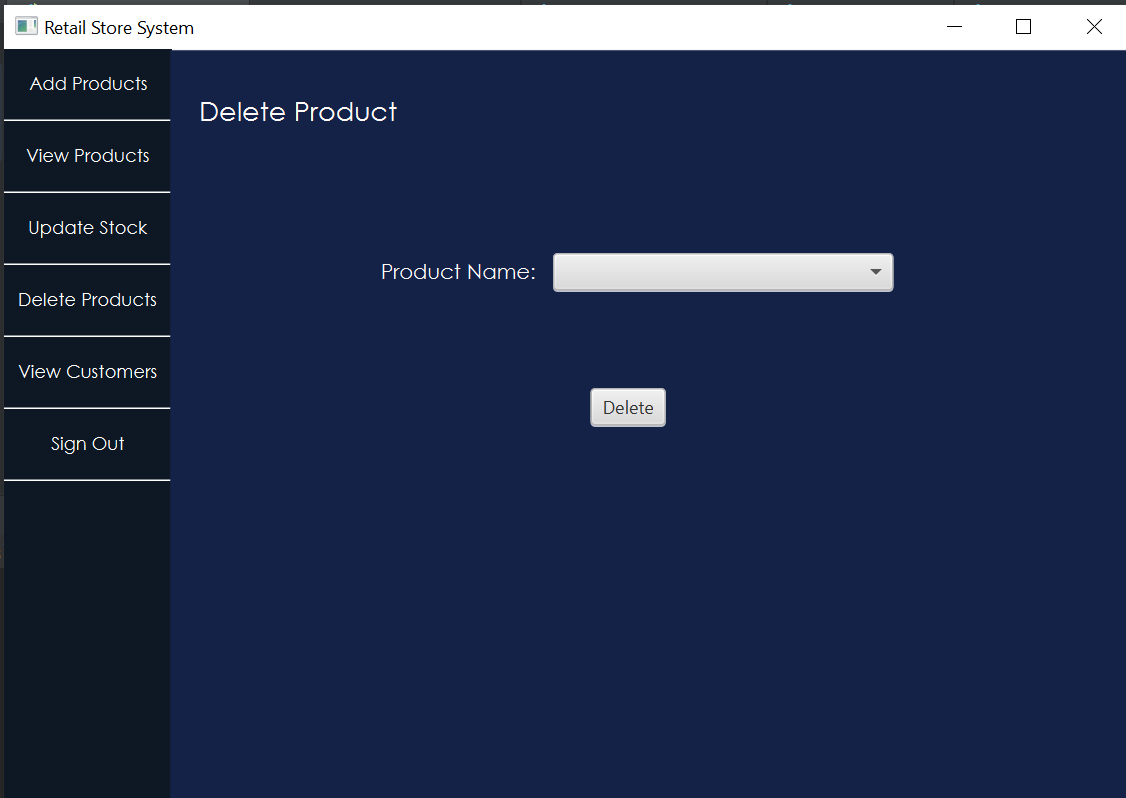 Retail Store System
Add Products
View Products
Update Stock
Delete Products
View Customers
Sign Out
Delete Product
Product Name:
Delete